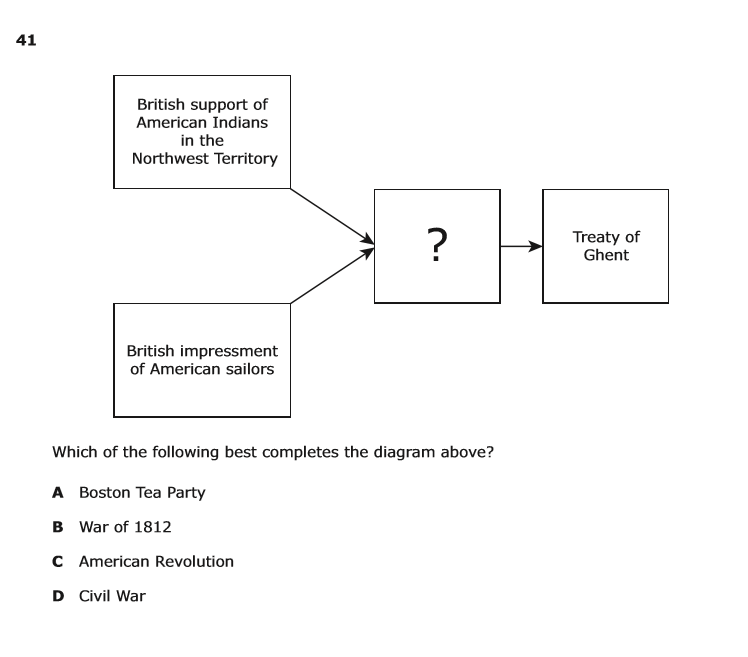 41
British support of
American Indians
in the
Northwest Territory
?
Treaty of
Ghent
British impressment
of American sailors
Which of the following best completes the diagram above?
A Boston Tea Party
B War of 1812
C American Revolution
D Civil War